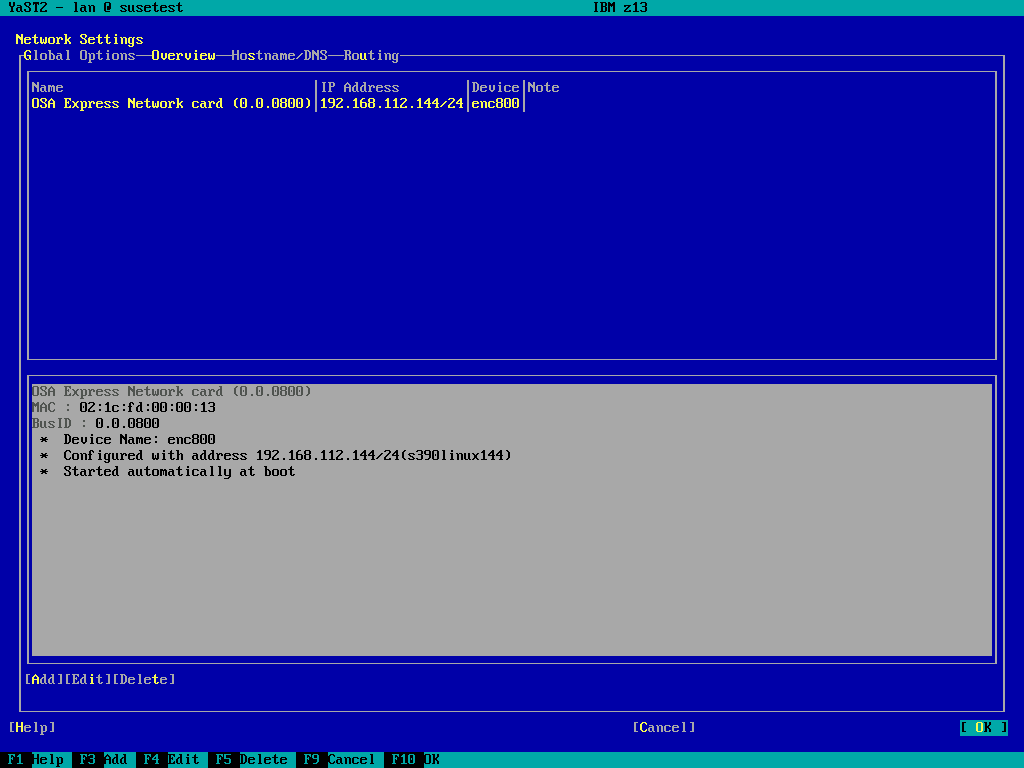 YaST2 - lan @ susetest IBM z13
Network Settings
Global Options Overview Hostname/DNS Routing
Name IP Address Device Note
OSA Express Network card (0.0.0800) 192.168.112.144/24 enc800
OSA Express Network card (0.0.0800)
MAC : 02:1c:fd:00:00:13
BusID : 0.0.0800
* Device Name: enc800
* Configured with address 192.168.112.144/24(s390linux144)
* Started automatically at boot
[Add][Edit][Delete]
[Help] [Cancel] [ OK ]
F1 Help F3 Add F4 Edit F5 Delete F9 Cancel F10 OK